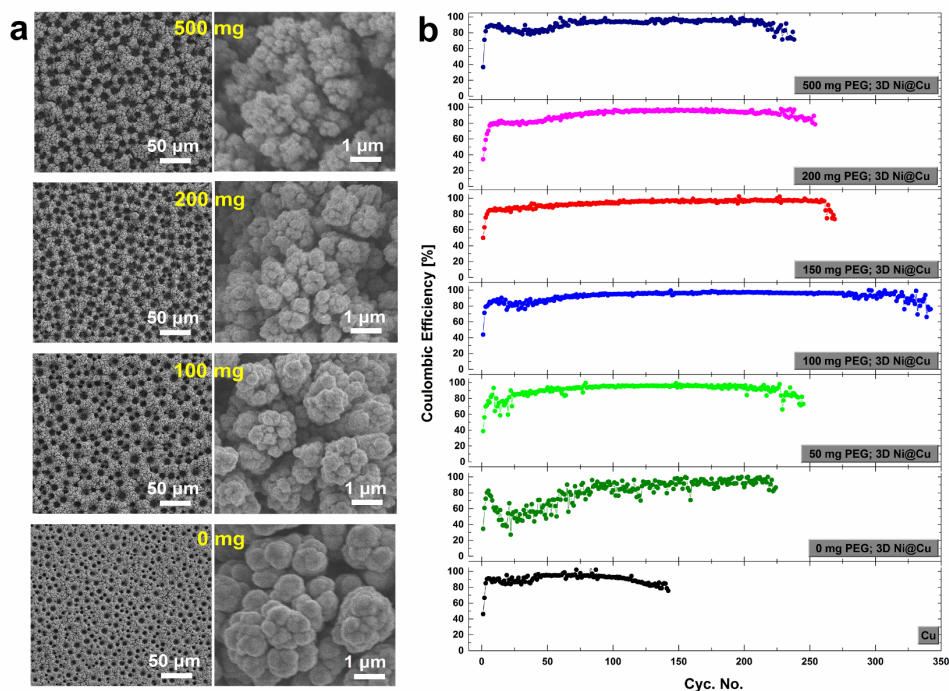 a
500 mg
50 µm
1 µm
200 mg
50 µm
1 µm
100 mg
50 µm
1 µm
0 mg
50 µm
1 µm
b
Coulombic Efficiency [%]
100
80
60
40
20
0
500 mg PEG; 3D Ni@Cu
100
80
60
40
20
0
200 mg PEG; 3D Ni@Cu
100
80
60
40
20
0
150 mg PEG; 3D Ni@Cu
100
80
60
40
20
0
100 mg PEG; 3D Ni@Cu
100
80
60
40
20
0
50 mg PEG; 3D Ni@Cu
100
80
60
40
20
0
0 mg PEG; 3D Ni@Cu
100
80
60
40
20
0
Cu
0 50 100 150 200 250 300 350
Cyc. No.